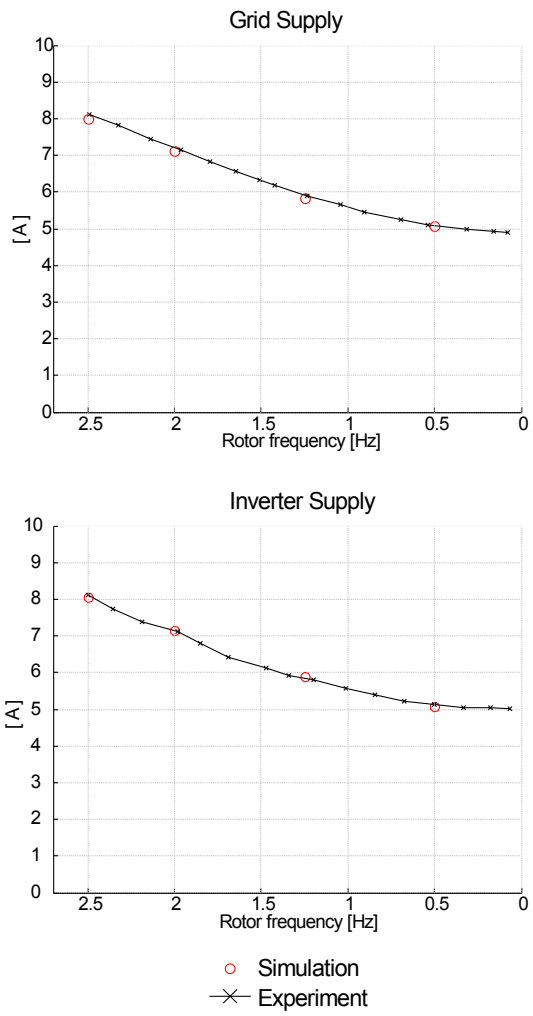 Grid Supply
10
9
8
7
6
5
4
3
2
1
0
[ A ]
2.5 2 1.5 1 0.5 0
Rotor frequency [Hz]
Inverter Supply
10
9
8
7
6
5
4
3
2
1
0
[ A ]
2.5 2 1.5 1 0.5 0
Rotor frequency [Hz]
Simulation
Experiment